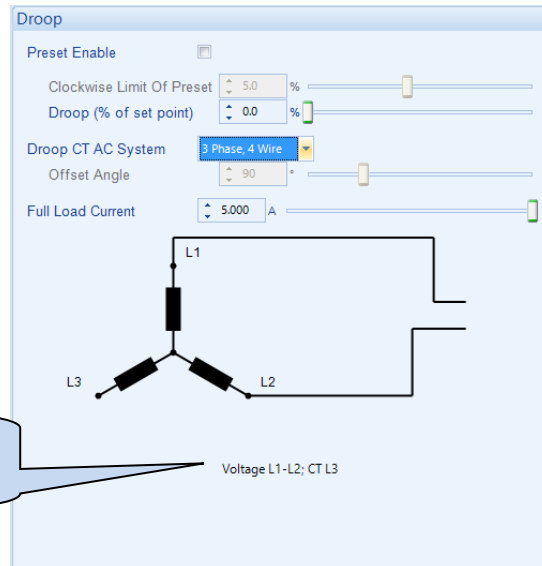 Droop
Preset Enable
Clockwise Limit Of Preset 5.0 %
Droop (% of set point) 0.0 %
Droop CT AC System 3 Phase, 4 Wire
Offset Angle 90 °
Full Load Current 5.000 A
L1
L3 L2
Voltage L1-L2; CT L3